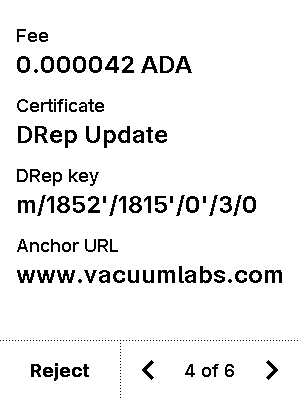 Fee
0.000042 ADA
Certificate
DRep Update
DRep key
m/1852'/1815'/0'/3/0
Anchor URL
www.vacuumlabs.com
Reject
4 of 6